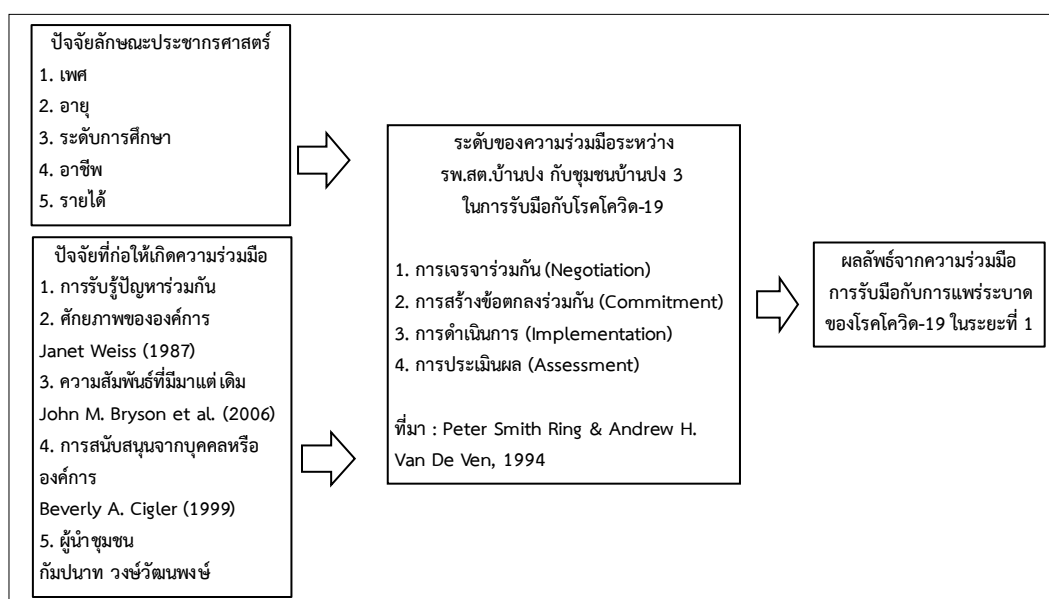 ปัจจัยลักษณะประชากรศาสตร์
1. เพศ
2. อายุ
3. ระดับการศึกษา
4. อาชีพ
5. รายได้
ปัจจัยที่ก่อให้เกิดความร่วมมือ
1. การรับรู้ปัญหาร่วมกัน
2. ศักยภาพขององค์การ
Janet Weiss (1987)
3. ความสัมพันธ์ที่มีมาแต่เดิม
John M. Bryson et al. (2006)
4. การสนับสนุนจากบุคคลหรือ
องค์การ
Beverly A. Cigler (1999)
5. ผู้นำชุมชน
กัมปนาท วงษ์วัฒนพงษ์
ระดับของความร่วมมือระหว่าง
รพ.สต.บ้านปง กับชุมชนบ้านปง 3
ในการรับมือกับโรคโควิด-19
1. การเจรจาร่วมกัน (Negotiation)
2. การสร้างข้อตกลงร่วมกัน (Commitment)
3. การดำเนินการ (Implementation)
4. การประเมินผล (Assessment)
ที่มา : Peter Smith Ring & Andrew H.
Van De Ven, 1994
ผลลัพธ์จากความร่วมมือ
การรับมือกับการแพร่ระบาด
ของโรคโควิด-19 ในระยะที่ 1